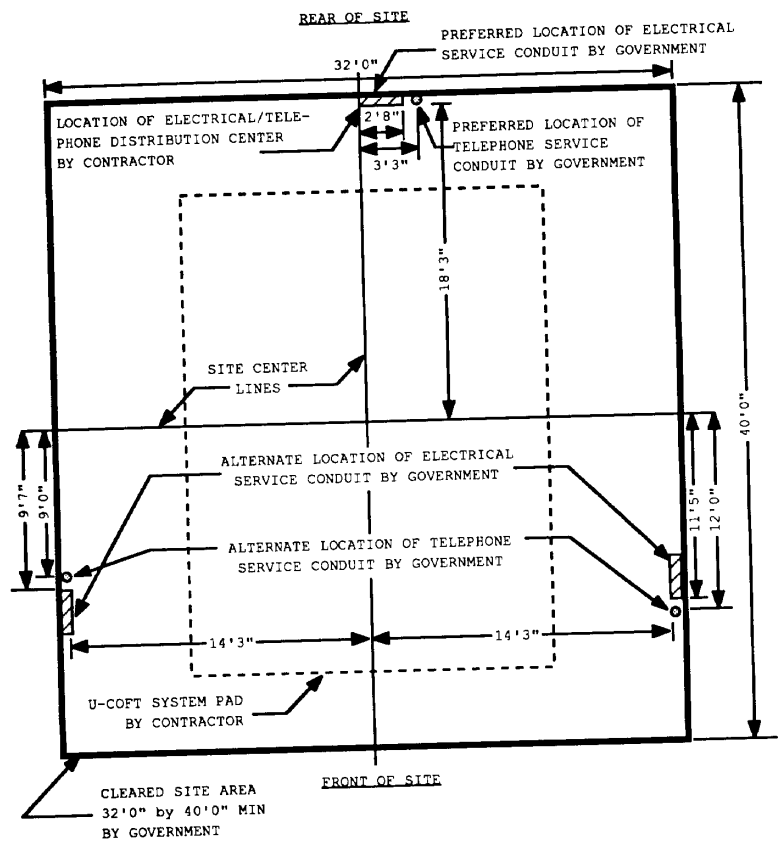 REAR OF SITE
PREFERRED LOCATION OF ELECTRICAL
SERVICE CONDUIT BY GOVERNMENT
32'0"
LOCATION OF ELECTRICAL/TELE-
PHONE DISTRIBUTION CENTER
BY CONTRACTOR
2'8"
3'3"
PREFERRED LOCATION OF
TELEPHONE SERVICE
CONDUIT BY GOVERNMENT
18'3"
SITE CENTER
LINES
40'0"
ALTERNATE LOCATION OF ELECTRICAL
SERVICE CONDUIT BY GOVERNMENT
9'7"
9'0"
11'5"
12'0"
ALTERNATE LOCATION OF TELEPHONE
SERVICE CONDUIT BY GOVERNMENT
14'3"
14'3"
U-COFT SYSTEM PAD
BY CONTRACTOR
FRONT OF SITE
CLEARED SITE AREA
32'0" by 40'0" MIN
BY GOVERNMENT